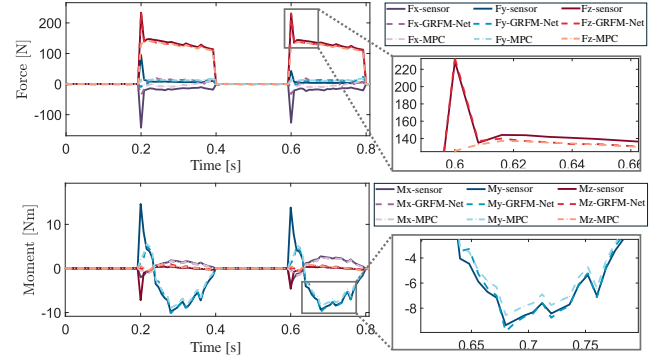 Fx-sensor Fy-sensor Fz-sensor
Fx-GRFM-Net Fy-GRFM-Net Fz-GRFM-Net
Fx-MPC Fy-MPC Fz-MPC
Force [N]
200
100
0
-100
0 0.2 0.4 0.6 0.8
Time [s]
220
200
180
160
140
0.6 0.62 0.64 0.66
Mx-sensor My-sensor Mz-sensor
Mx-GRFM-Net My-GRFM-Net Mz-GRFM-Net
Mx-MPC My-MPC Mz-MPC
Moment [Nm]
10
0
-10
0 0.2 0.4 0.6 0.8
Time [s]
-4
-6
-8
0.65 0.7 0.75